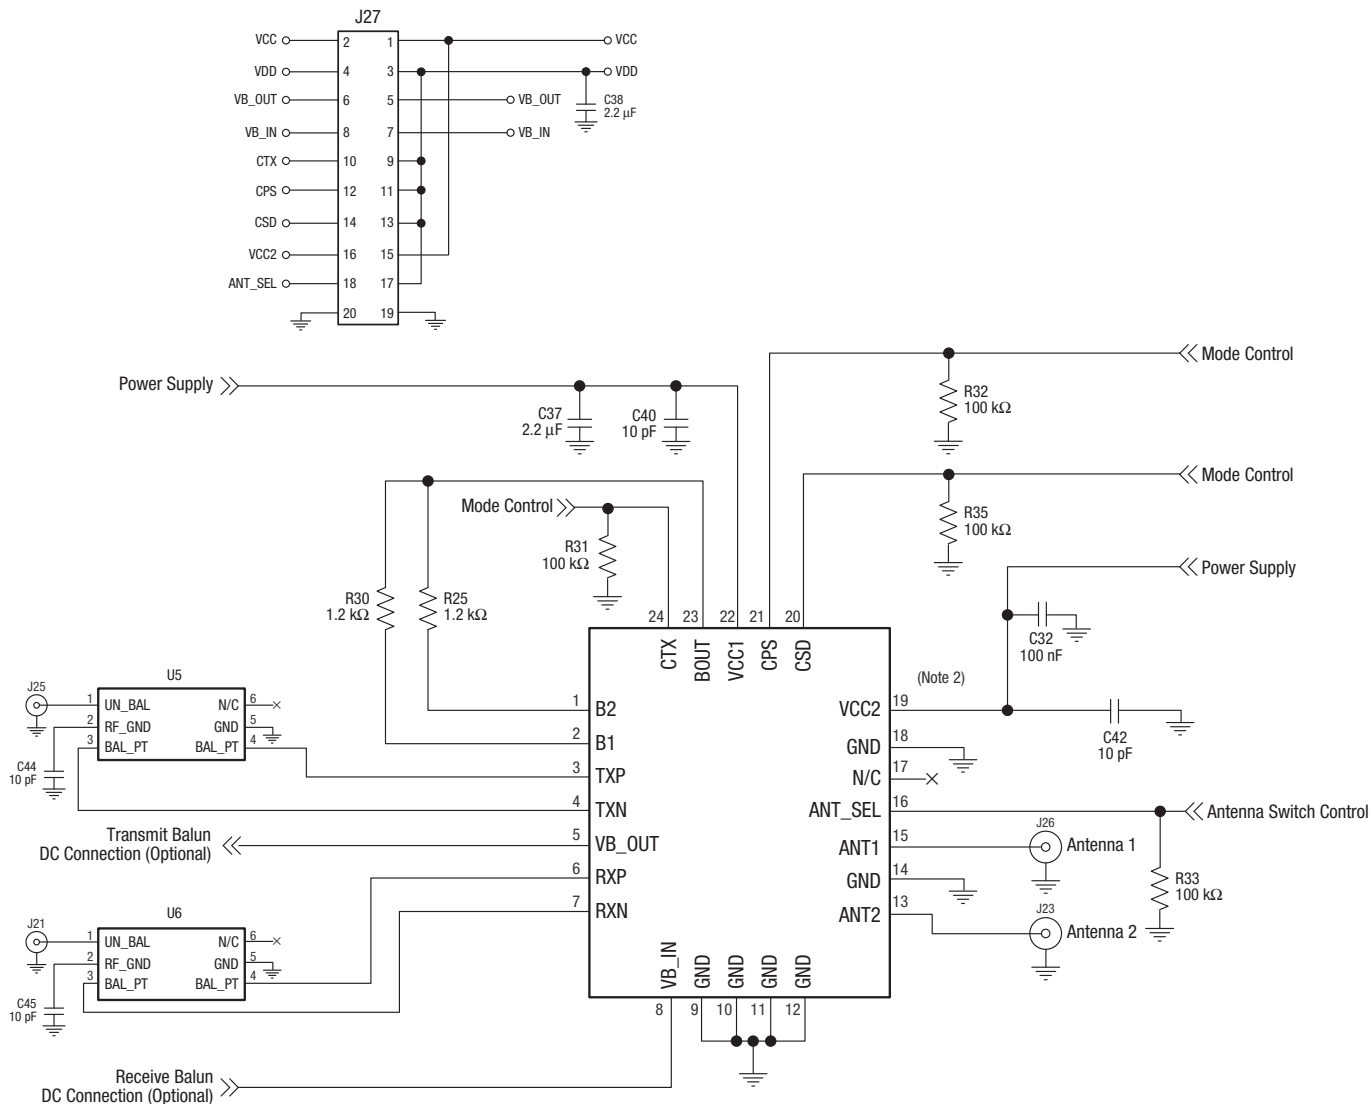 J27
VCC 2 1 VCC
VDD 4 3 VDD
VB_OUT 6 5 VB_OUT
C38
2.2 µF
VB_IN 8 7 VB_IN
CTX 10 9
CPS 12 11
CSD 14 13
VCC2 16 15
ANT_SEL 18 17
20 19
Mode Control
Power Supply
R32
100 kΩ
C37
2.2 µF
C40
10 pF
Mode Control
Mode Control
R35
100 kΩ
R31
100 kΩ
Power Supply
R30
1.2 kΩ
R25
1.2 kΩ
24 23 22 21 20
CTX BOUT VCC1 CPS CSD
C32
100 nF
(Note 2)
U5
J25
1 UN_BAL N/C 6
2 RF_GND GND 5
3 BAL_PT BAL_PT 4
C44
10 pF
1 B2
2 B1
3 TXP
4 TXN
5 VB_OUT
6 RXP
7 RXN
VCC2 19
C42
10 pF
GND 18
N/C 17
ANT_SEL 16
Antenna Switch Control
ANT1 15
J26
Antenna 1
GND 14
R33
100 kΩ
ANT2 13
J23
Antenna 2
Transmit Balun
DC Connection (Optional)
U6
J21
1 UN_BAL N/C 6
2 RF_GND GND 5
3 BAL_PT BAL_PT 4
C45
10 pF
VB_IN GND GND GND GND
8 9 10 11 12
Receive Balun
DC Connection (Optional)